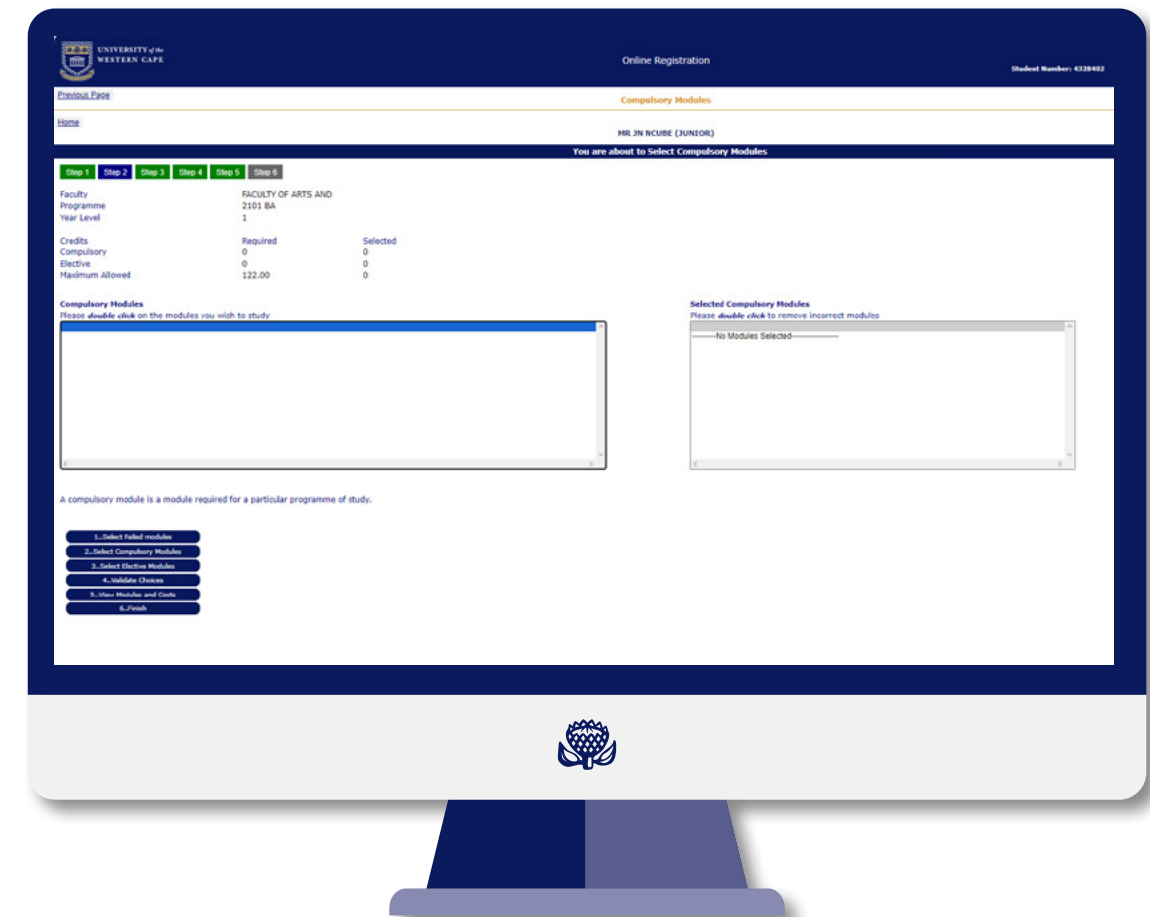 UNIVERSITY of the
WESTERN CAPE
Online Registration
Student Number: 4328402
Previous Page
Compulsory Modules
Home
MR JN NCUBE (JUNIOR)
You are about to Select Compulsory Modules
Step 1 Step 2 Step 3 Step 4 Step 5 Step 6
Faculty FACULTY OF ARTS AND
Programme 2101 BA
Year Level 1
Credits Required Selected
Compulsory 0 0
Elective 0 0
Maximum Allowed 122.00 0
Compulsory Modules
Please double click on the modules you wish to study
Selected Compulsory Modules
Please double click to remove incorrect modules
--------No Modules Selected----------------
A compulsory module is a module required for a particular programme of study.
1..Select Failed modules
2..Select Compulsory Modules
3..Select Elective Modules
4..Validate Choices
5..View Modules and Costs
6..Finish